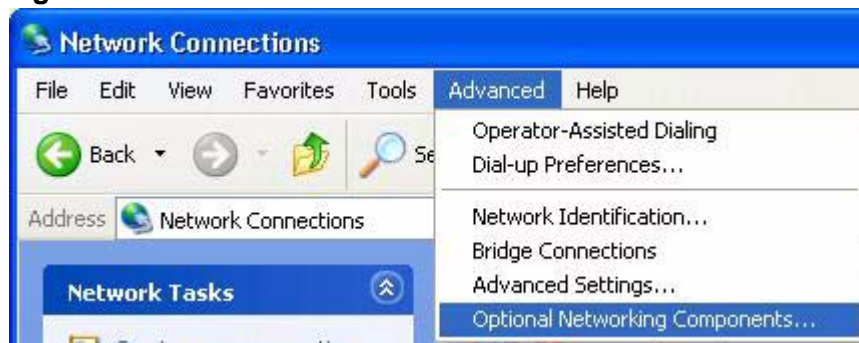 Network Connections
File Edit View Favorites Tools Advanced Help
Operator-Assisted Dialing
Back
Dial-up Preferences...
Address Network Connections
Network Identification...
Bridge Connections
Network Tasks
Advanced Settings...
Optional Networking Components...